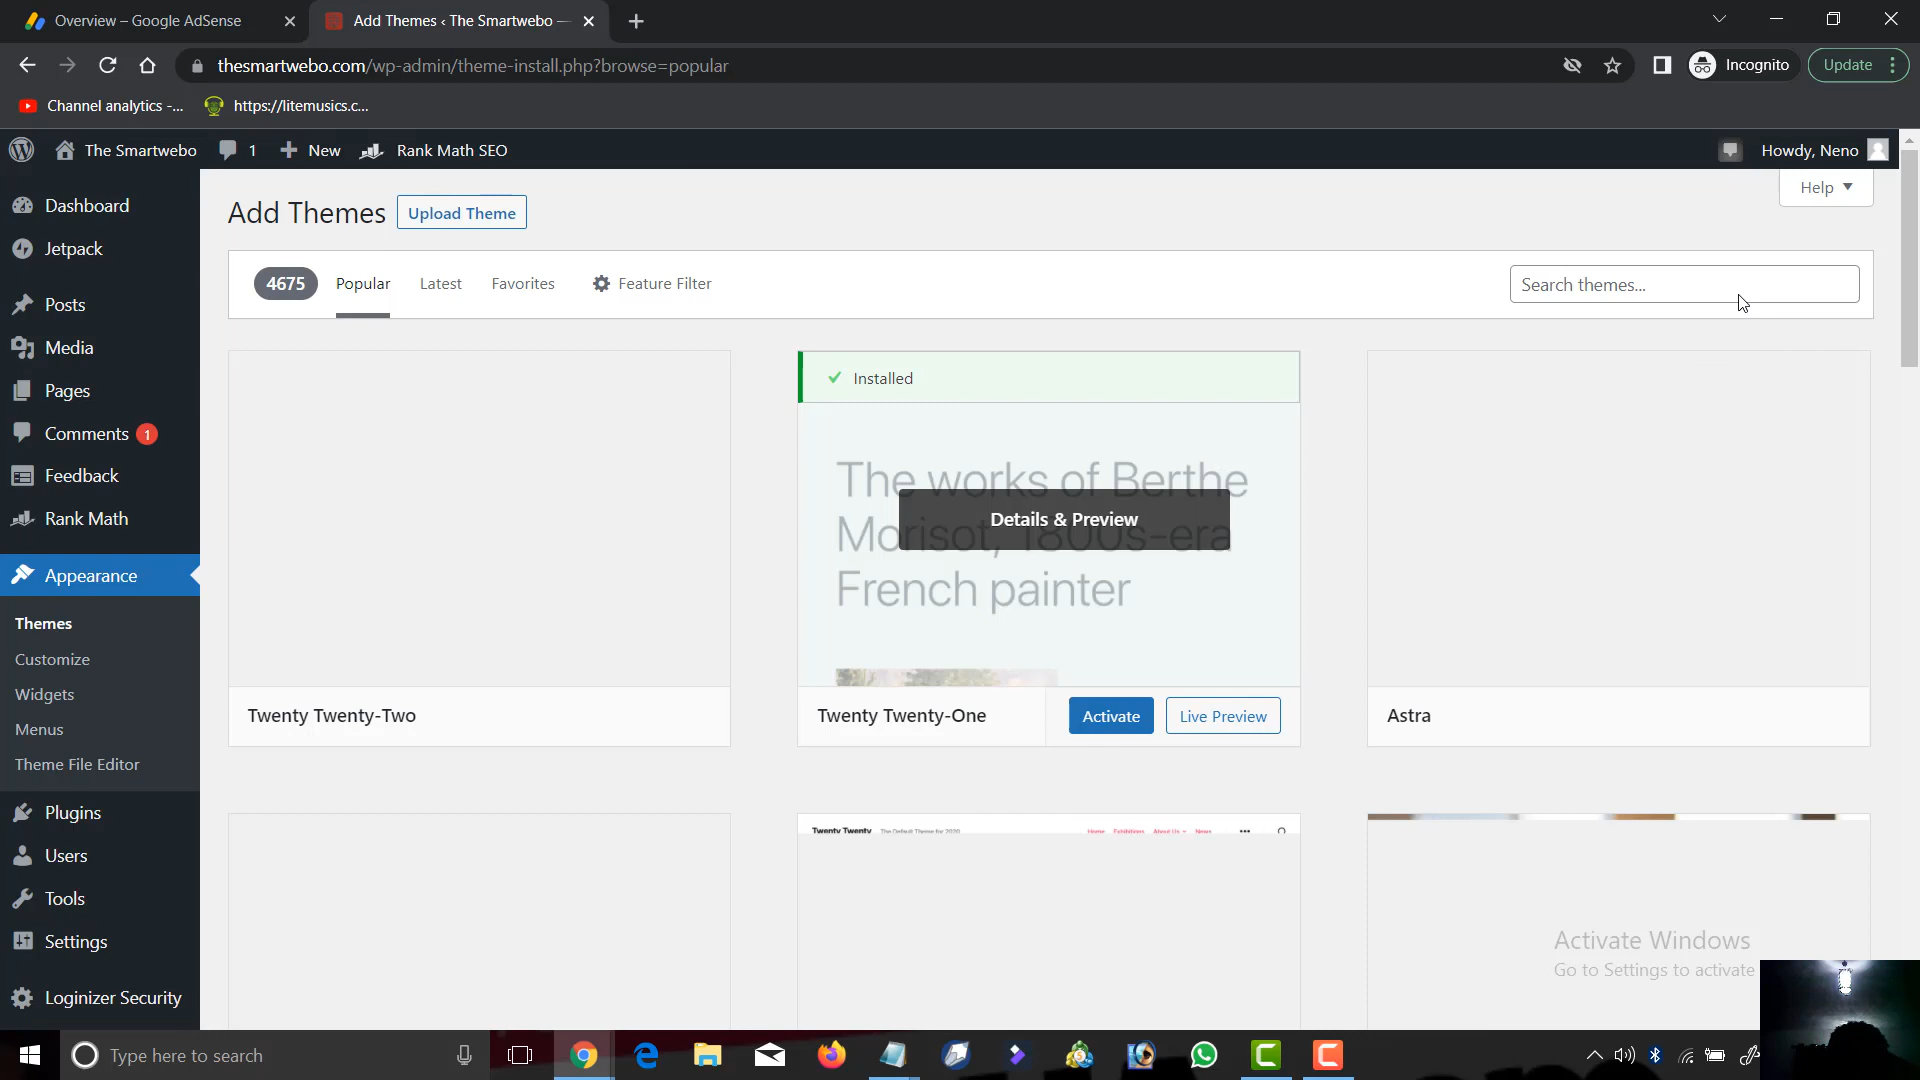 Overview – Google AdSense
Add Themes ‹ The Smartwebo —
thesmartwebo.com/wp-admin/theme-install.php?browse=popular
Incognito
Update
Channel analytics -...
https://litemusics.c...
The Smartwebo
1
New
Rank Math SEO
Howdy, Neno
Dashboard
Jetpack
Posts
Media
Pages
Comments 1
Feedback
Rank Math
Appearance
Themes
Customize
Widgets
Menus
Theme File Editor
Plugins
Users
Tools
Settings
Loginizer Security
Help
Add Themes
Upload Theme
4675
Popular
Latest
Favorites
Feature Filter
Search themes...
Installed
The works of Berthe
Morisot, 1800s-era
French painter
Details & Preview
Twenty Twenty-Two
Twenty Twenty-One
Activate
Live Preview
Astra
Twenty Twenty
The Default Theme for 2020
Home
Exhibitions
About Us
News
Activate Windows
Go to Settings to activate
Type here to search